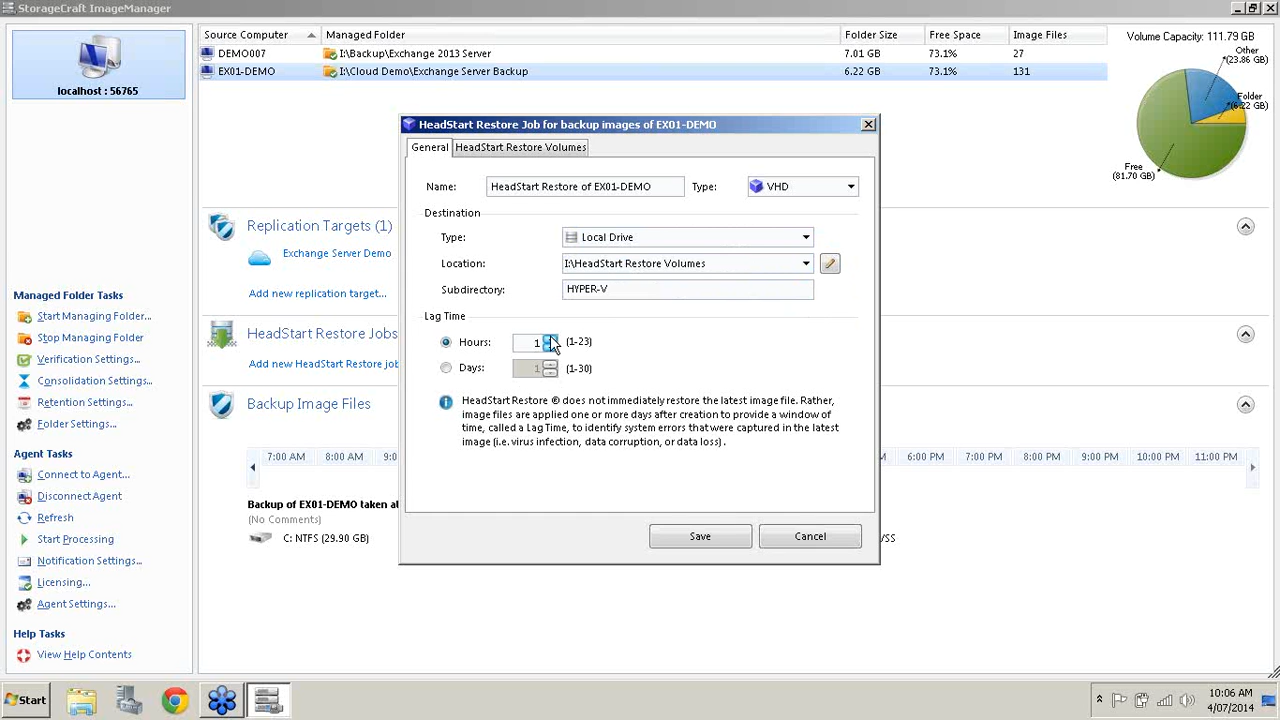 StorageCraft ImageManager
localhost : 56765
Source Computer
Managed Folder
Folder Size
Free Space
Image Files
DEMO007
I:\Backup\Exchange 2013 Server
7.01 GB
73.1%
27
EX01-DEMO
I:\Cloud Demo\Exchange Server Backup
6.22 GB
73.1%
131
Volume Capacity: 111.79 GB
Other
(23.86 GB)
Folder
(6.22 GB)
Free
(81.70 GB)
HeadStart Restore Job for backup images of EX01-DEMO
General
HeadStart Restore Volumes
Name:
HeadStart Restore of EX01-DEMO
Type:
VHD
Destination
Type:
Local Drive
Location:
I:\HeadStart Restore Volumes
Subdirectory:
HYPER-V
Lag Time
Hours:
1
(1-23)
Days:
1
(1-30)
HeadStart Restore ® does not immediately restore the latest image file. Rather,
image files are applied one or more days after creation to provide a window of
time, called a Lag Time, to identify system errors that were captured in the latest
image (i.e. virus infection, data corruption, or data loss).
Save
Cancel
Replication Targets (1)
Exchange Server Demo
Add new replication target...
HeadStart Restore Jobs
Add new HeadStart Restore job
Backup Image Files
7:00 AM
8:00 AM
9:0
6:00 PM
7:00 PM
8:00 PM
9:00 PM
10:00 PM
11:00 PM
Backup of EX01-DEMO taken at
(No Comments)
C: NTFS (29.90 GB)
/SS
Managed Folder Tasks
Start Managing Folder...
Stop Managing Folder
Verification Settings...
Consolidation Settings...
Retention Settings...
Folder Settings...
Agent Tasks
Connect to Agent...
Disconnect Agent
Refresh
Start Processing
Notification Settings...
Licensing...
Agent Settings...
Help Tasks
View Help Contents
Start
10:06 AM
4/07/2014